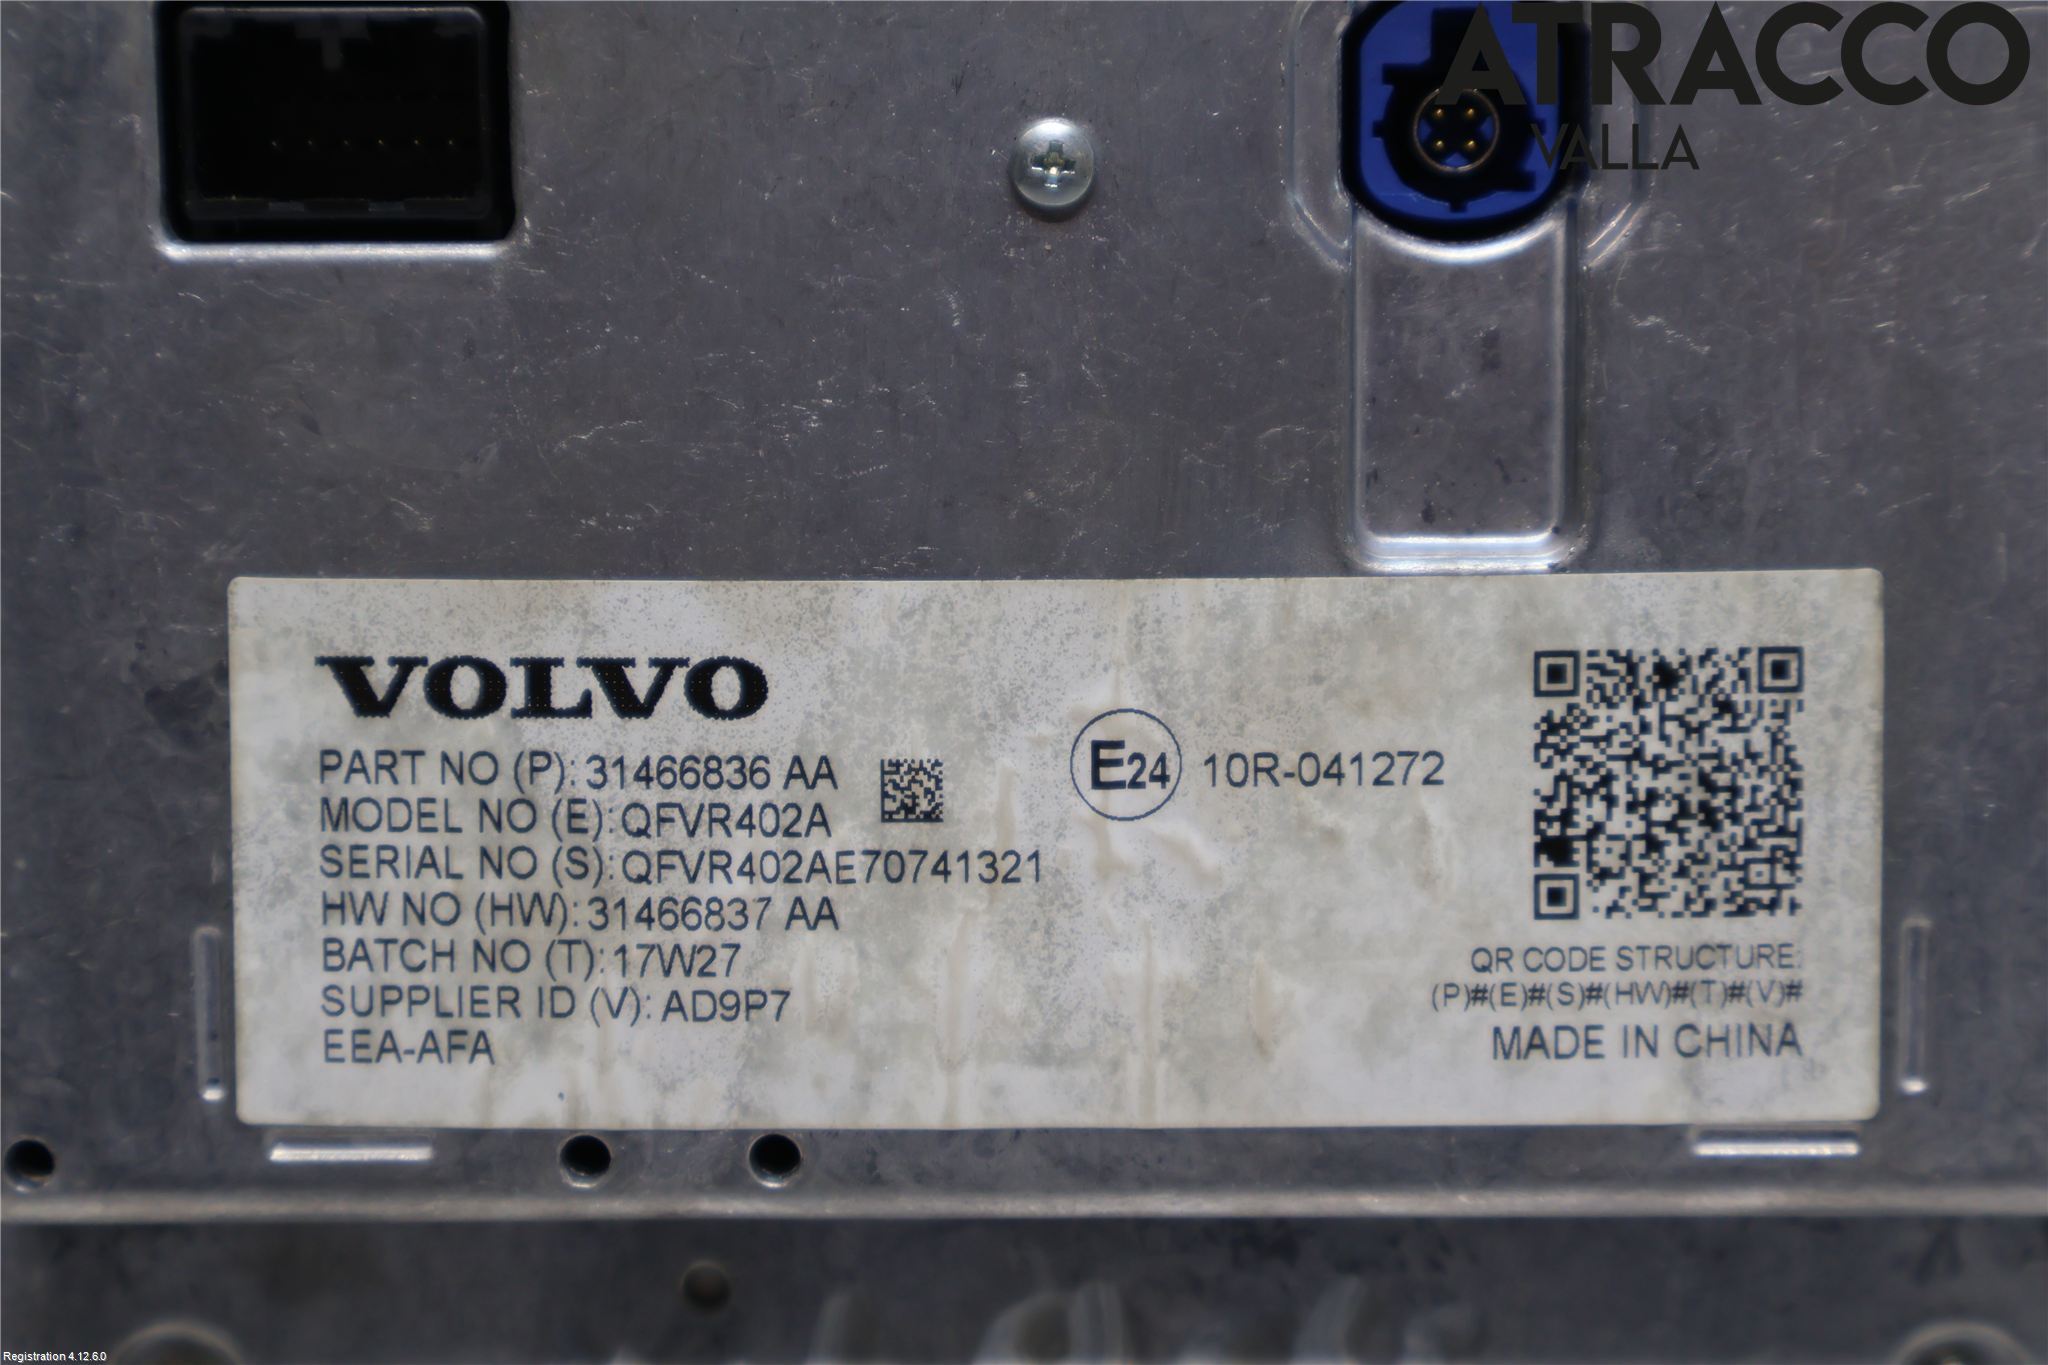 ATRACCO
VALLA
VOLVO
PART NO (P): 31466836 AA
MODEL NO (E): QFVR402A
SERIAL NO (S): QFVR402AE70741321
HW NO (HW): 31466837 AA
BATCH NO (T): 17W27
SUPPLIER ID (V): AD9P7
EEA-AFA
E24 10R-041272
QR CODE STRUCTURE:
(P)#(E)#(S)#(HW)#(T)#(V)#
MADE IN CHINA
Registration 4.12.6.0